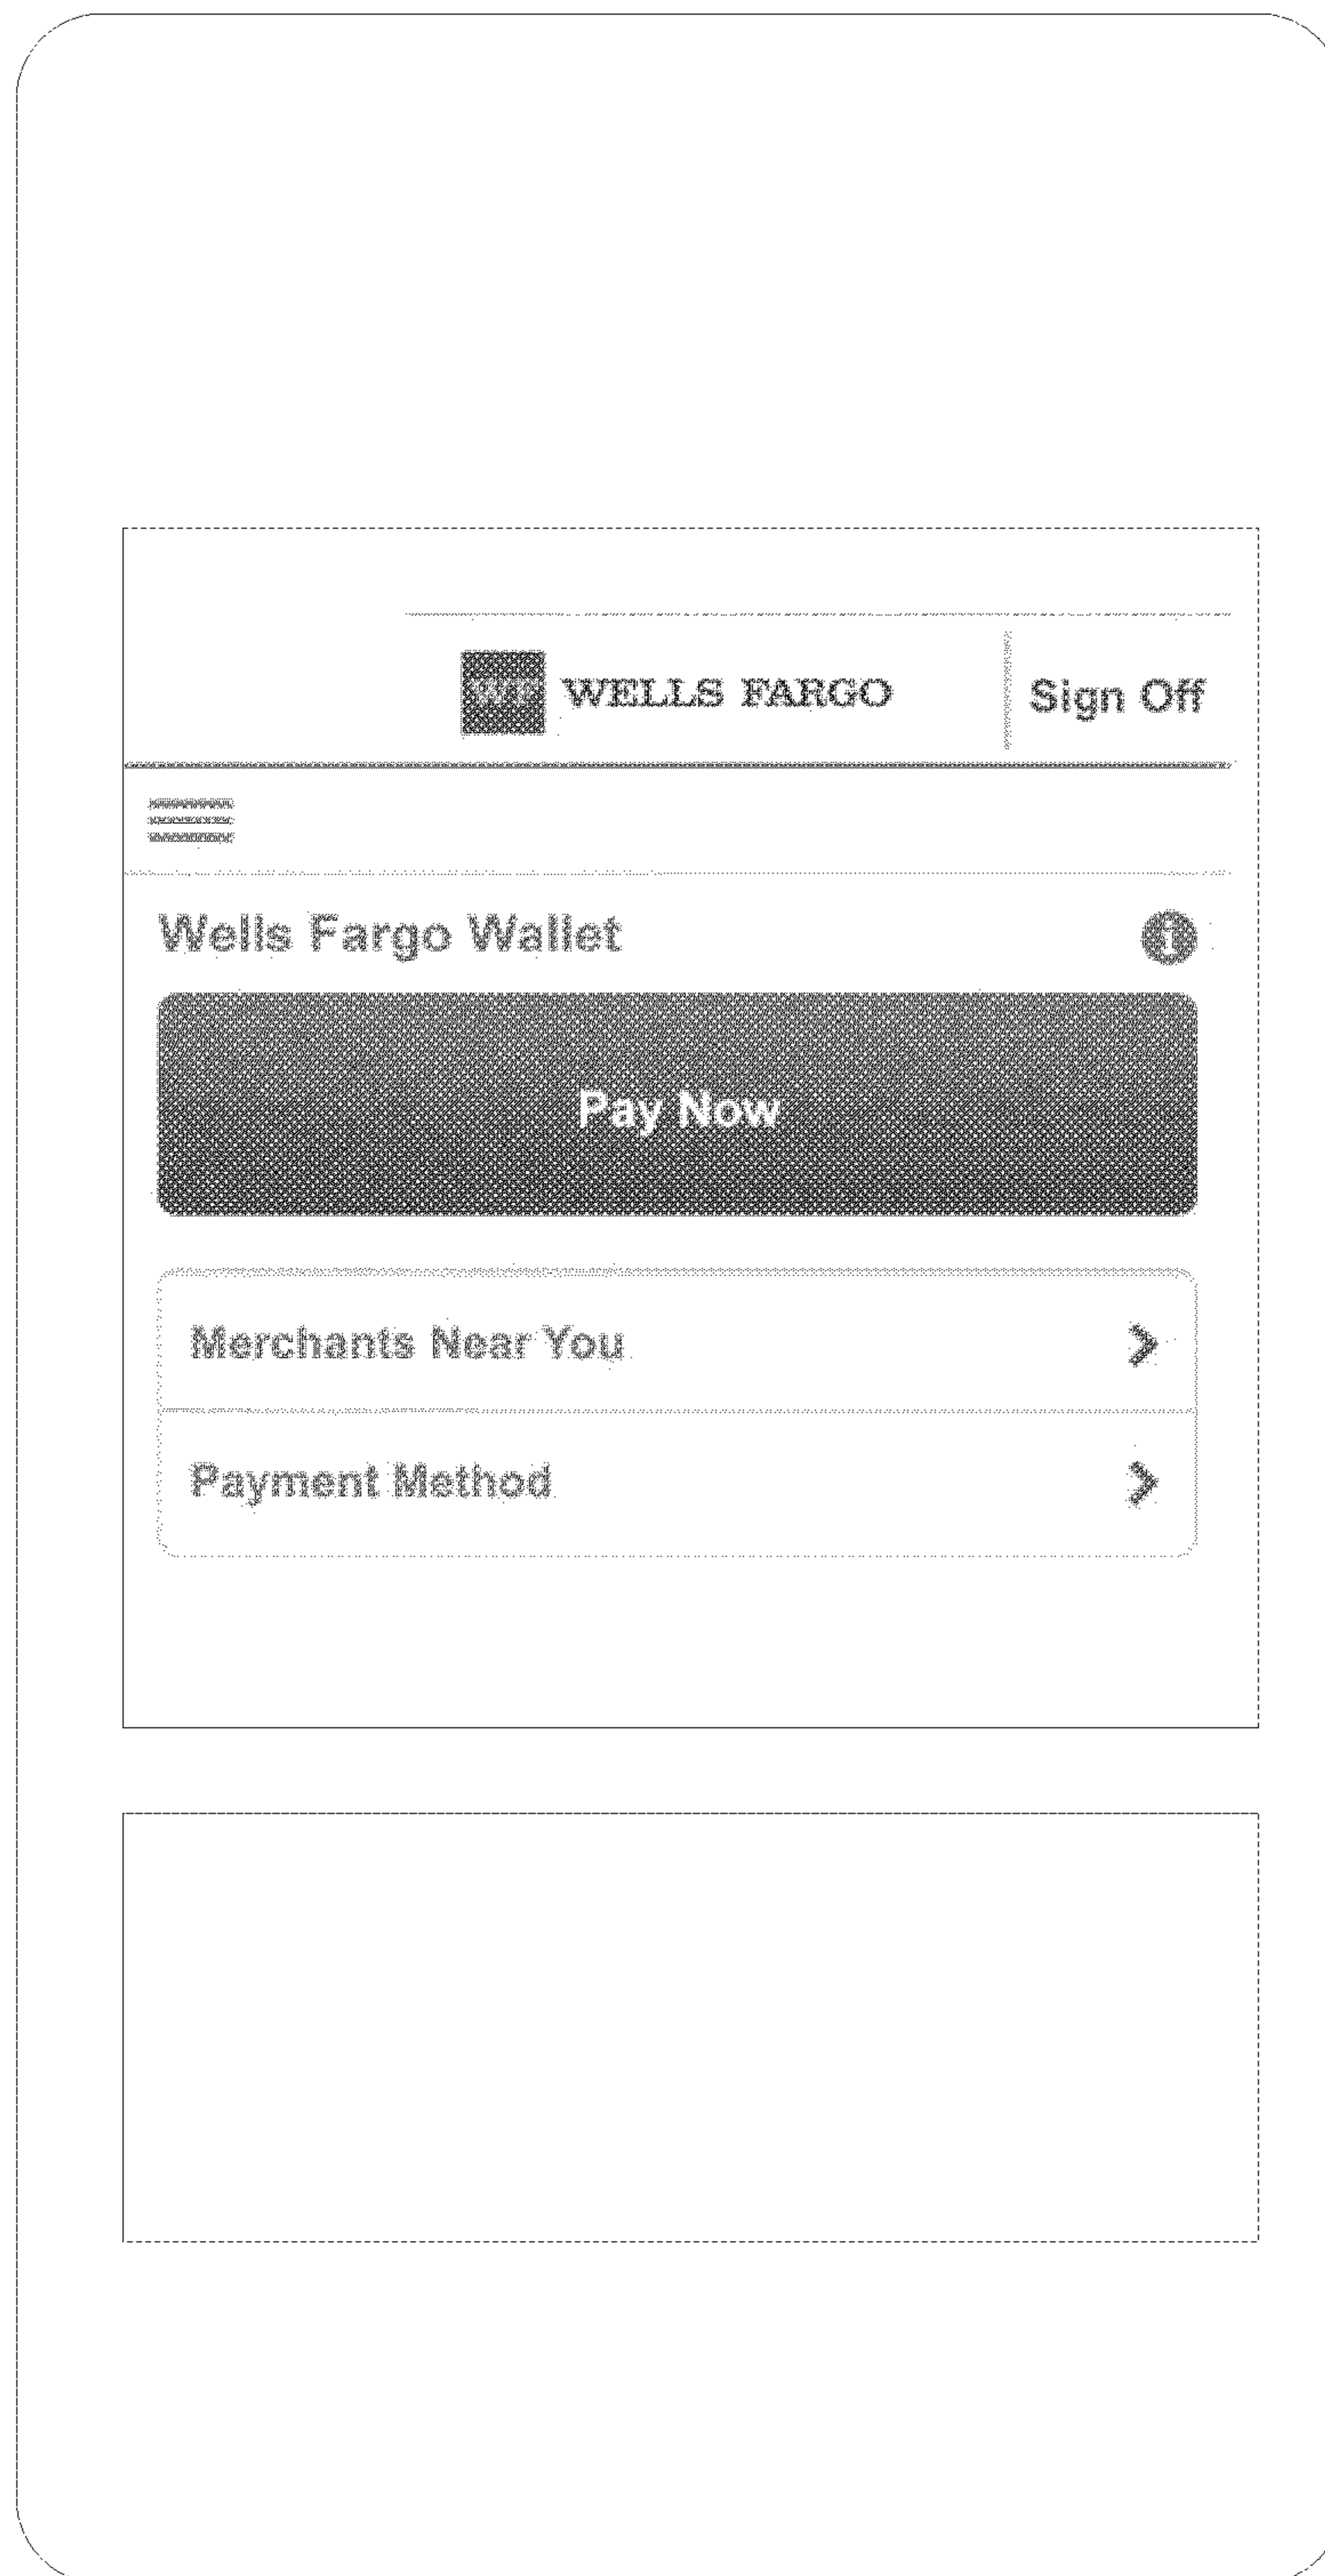 WELLS FARGO
Sign Off
Wells Fargo Wallet
Pay Now
Merchants Near You
Payment Method